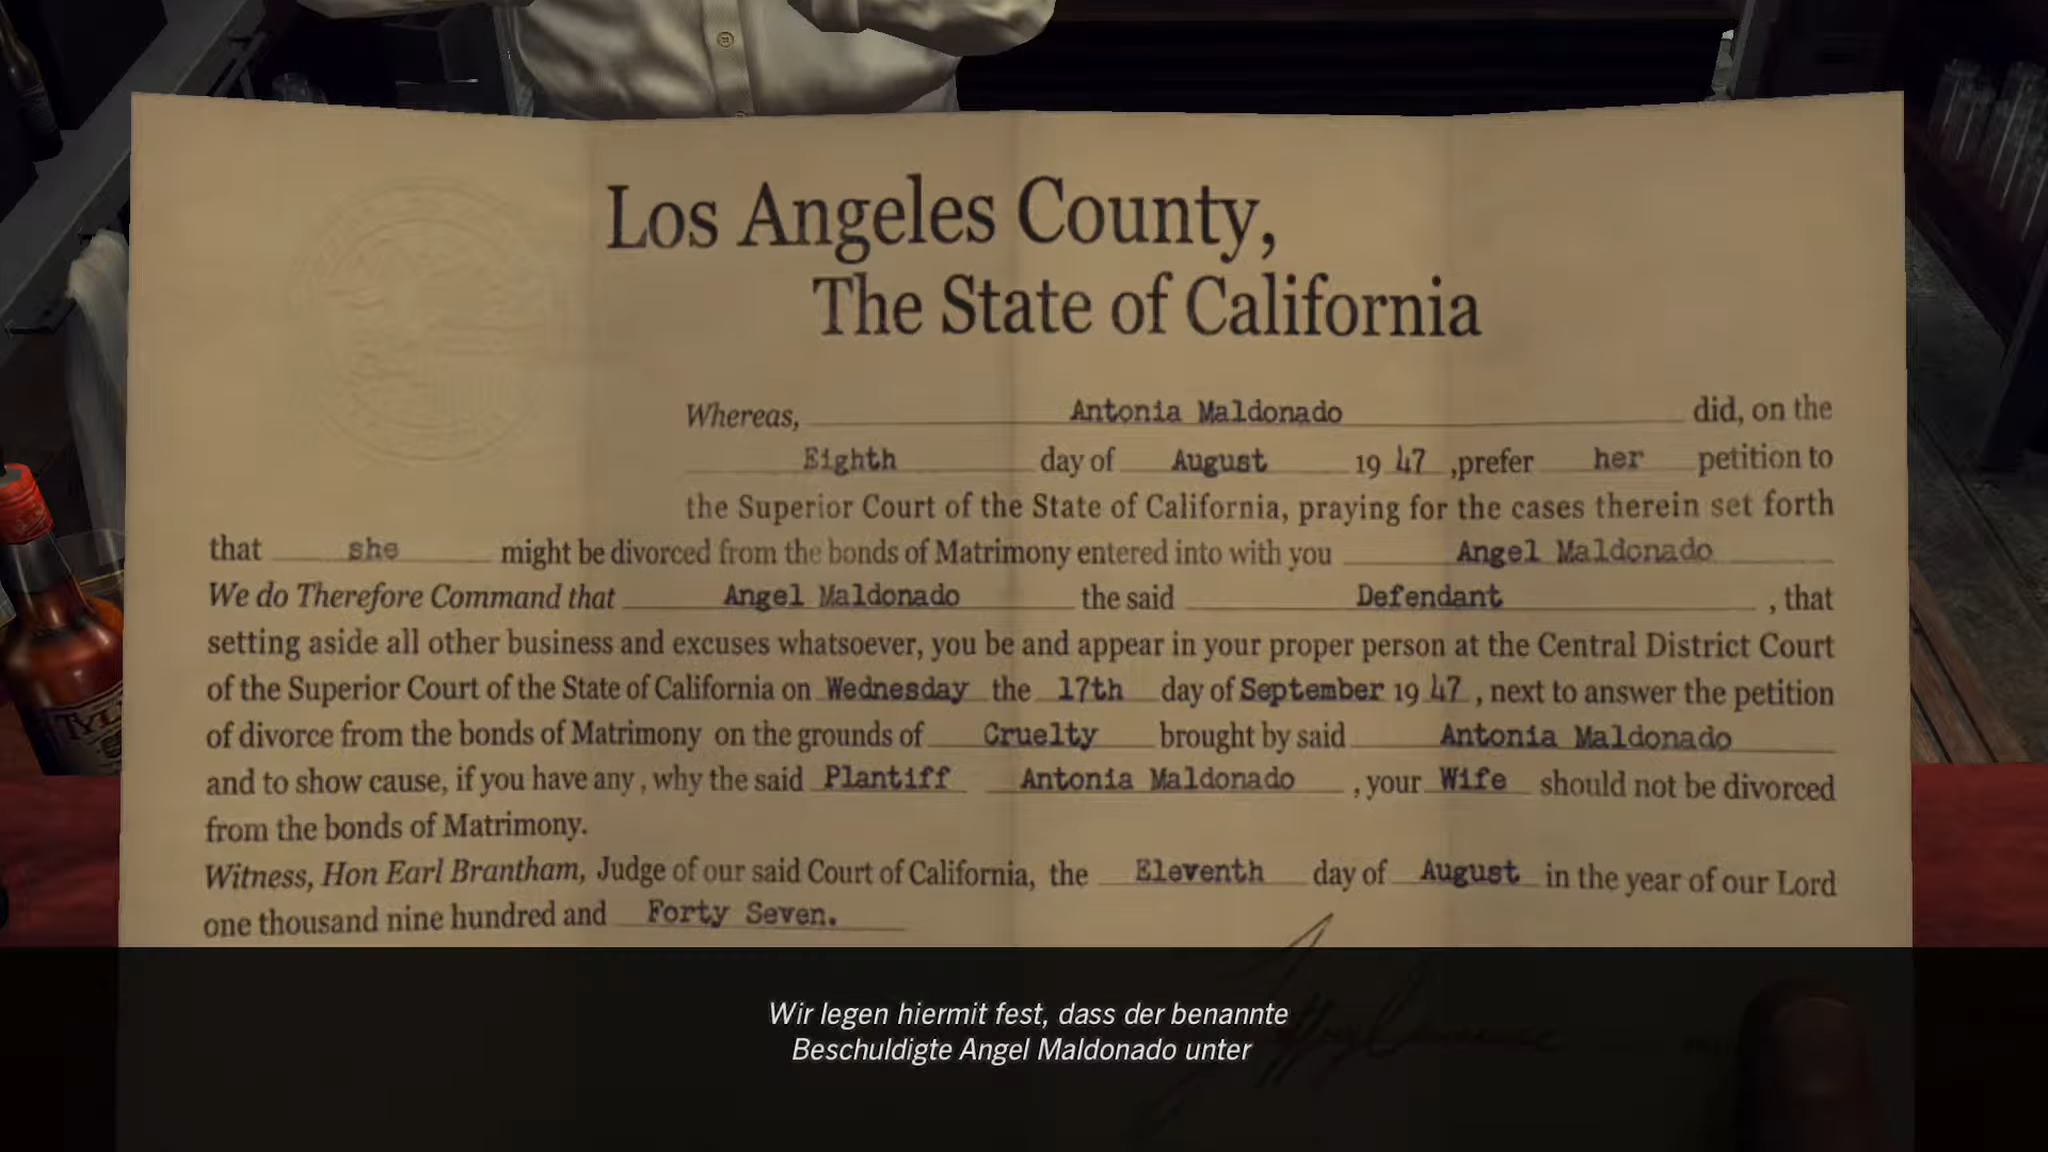 Los Angeles County,
The State of California
Whereas, Antonia Maldonado did, on the
Eighth day of August 19 47 ,prefer her petition to
the Superior Court of the State of California, praying for the cases therein set forth
that she might be divorced from the bonds of Matrimony entered into with you Angel Maldonado
We do Therefore Command that Angel Maldonado the said Defendant , that
setting aside all other business and excuses whatsoever, you be and appear in your proper person at the Central District Court
of the Superior Court of the State of California on Wednesday the 17th day of September 19 47 , next to answer the petition
of divorce from the bonds of Matrimony on the grounds of Cruelty brought by said Antonia Maldonado
and to show cause, if you have any , why the said Plantiff Antonia Maldonado , your Wife should not be divorced
from the bonds of Matrimony.
Witness, Hon Earl Brantham, Judge of our said Court of California, the Eleventh day of August in the year of our Lord
one thousand nine hundred and Forty Seven.
Wir legen hiermit fest, dass der benannte
Beschuldigte Angel Maldonado unter